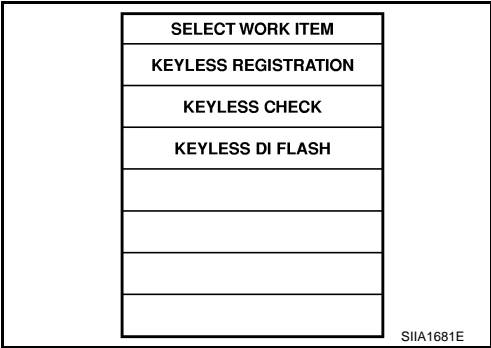 SELECT WORK ITEM
KEYLESS REGISTRATION
KEYLESS CHECK
KEYLESS DI FLASH
SIIA1681E